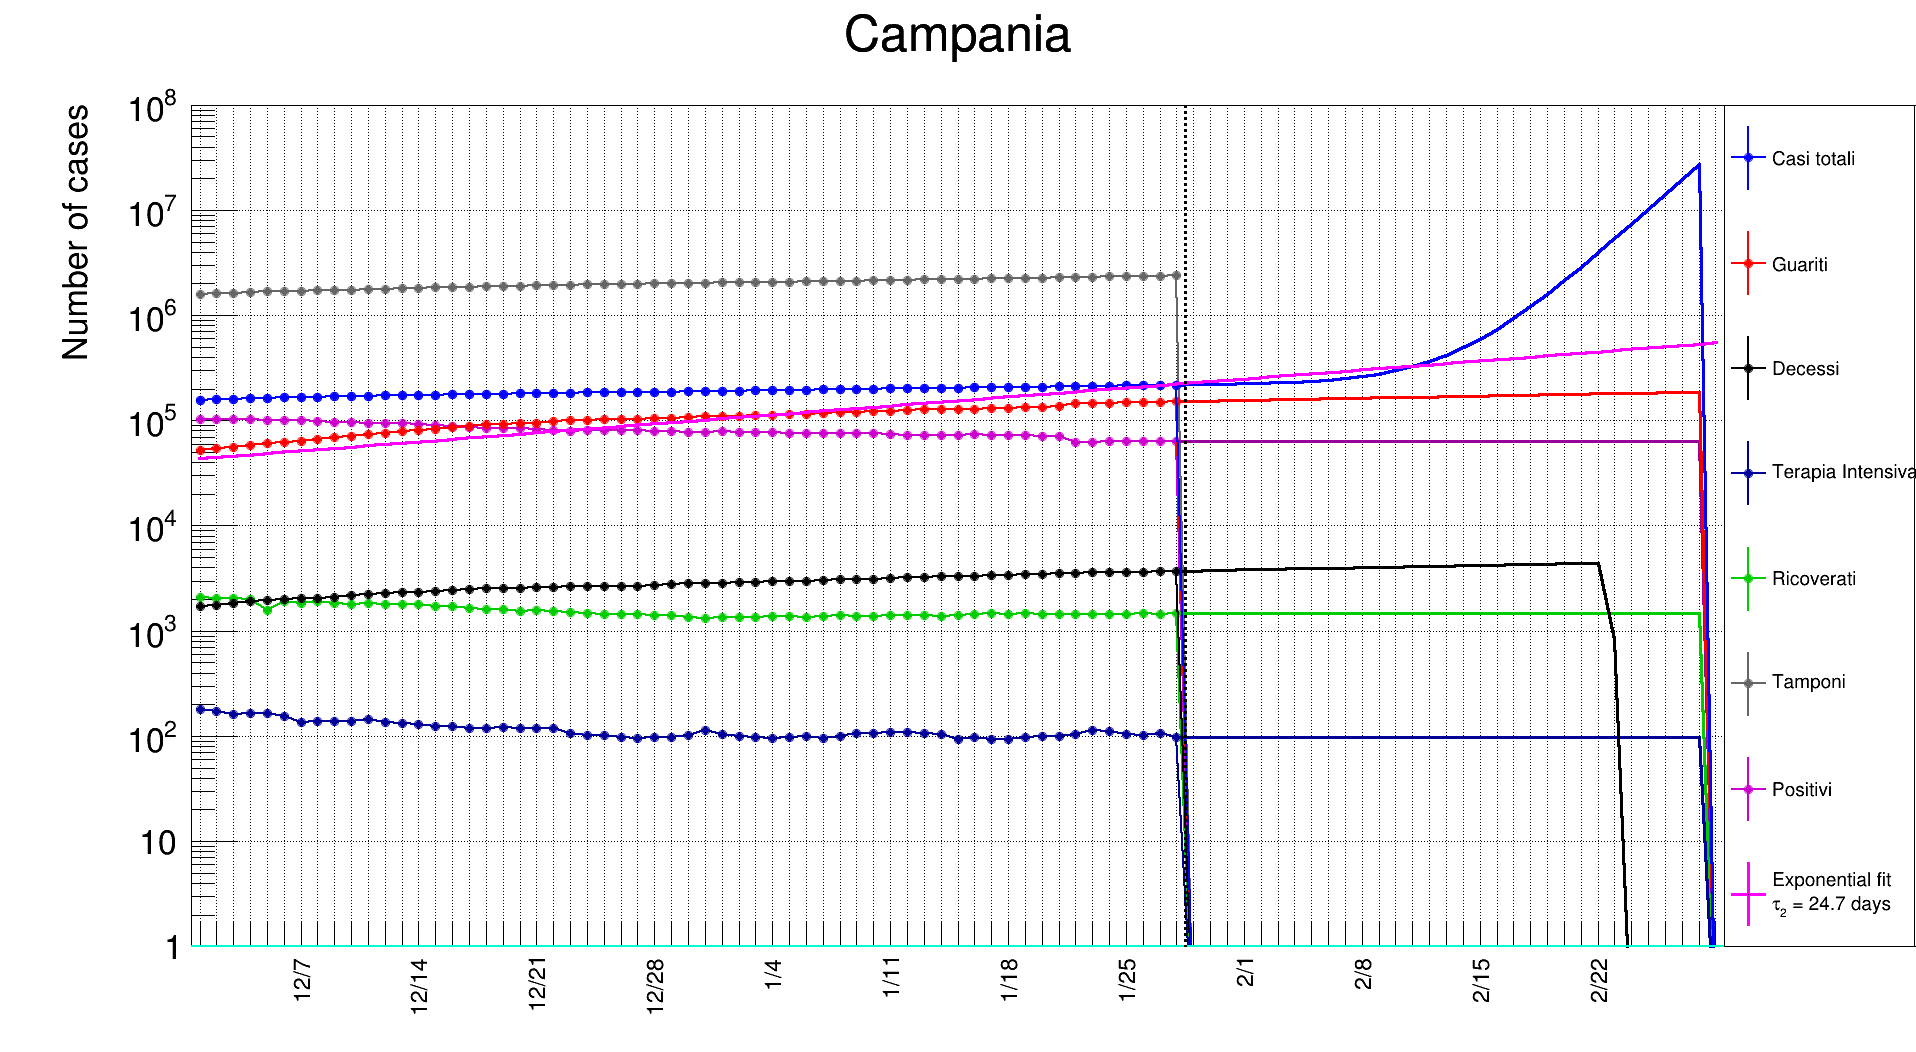 Campania
Number of cases
10^8
10^7
10^6
10^5
10^4
10^3
10^2
10
1
12/7
12/14
12/21
12/28
1/4
1/11
1/18
1/25
2/1
2/8
2/15
2/22
Casi totali
Guariti
Decessi
Terapia Intensiva
Ricoverati
Tamponi
Positivi
Exponential fit
τ₂ = 24.7 days